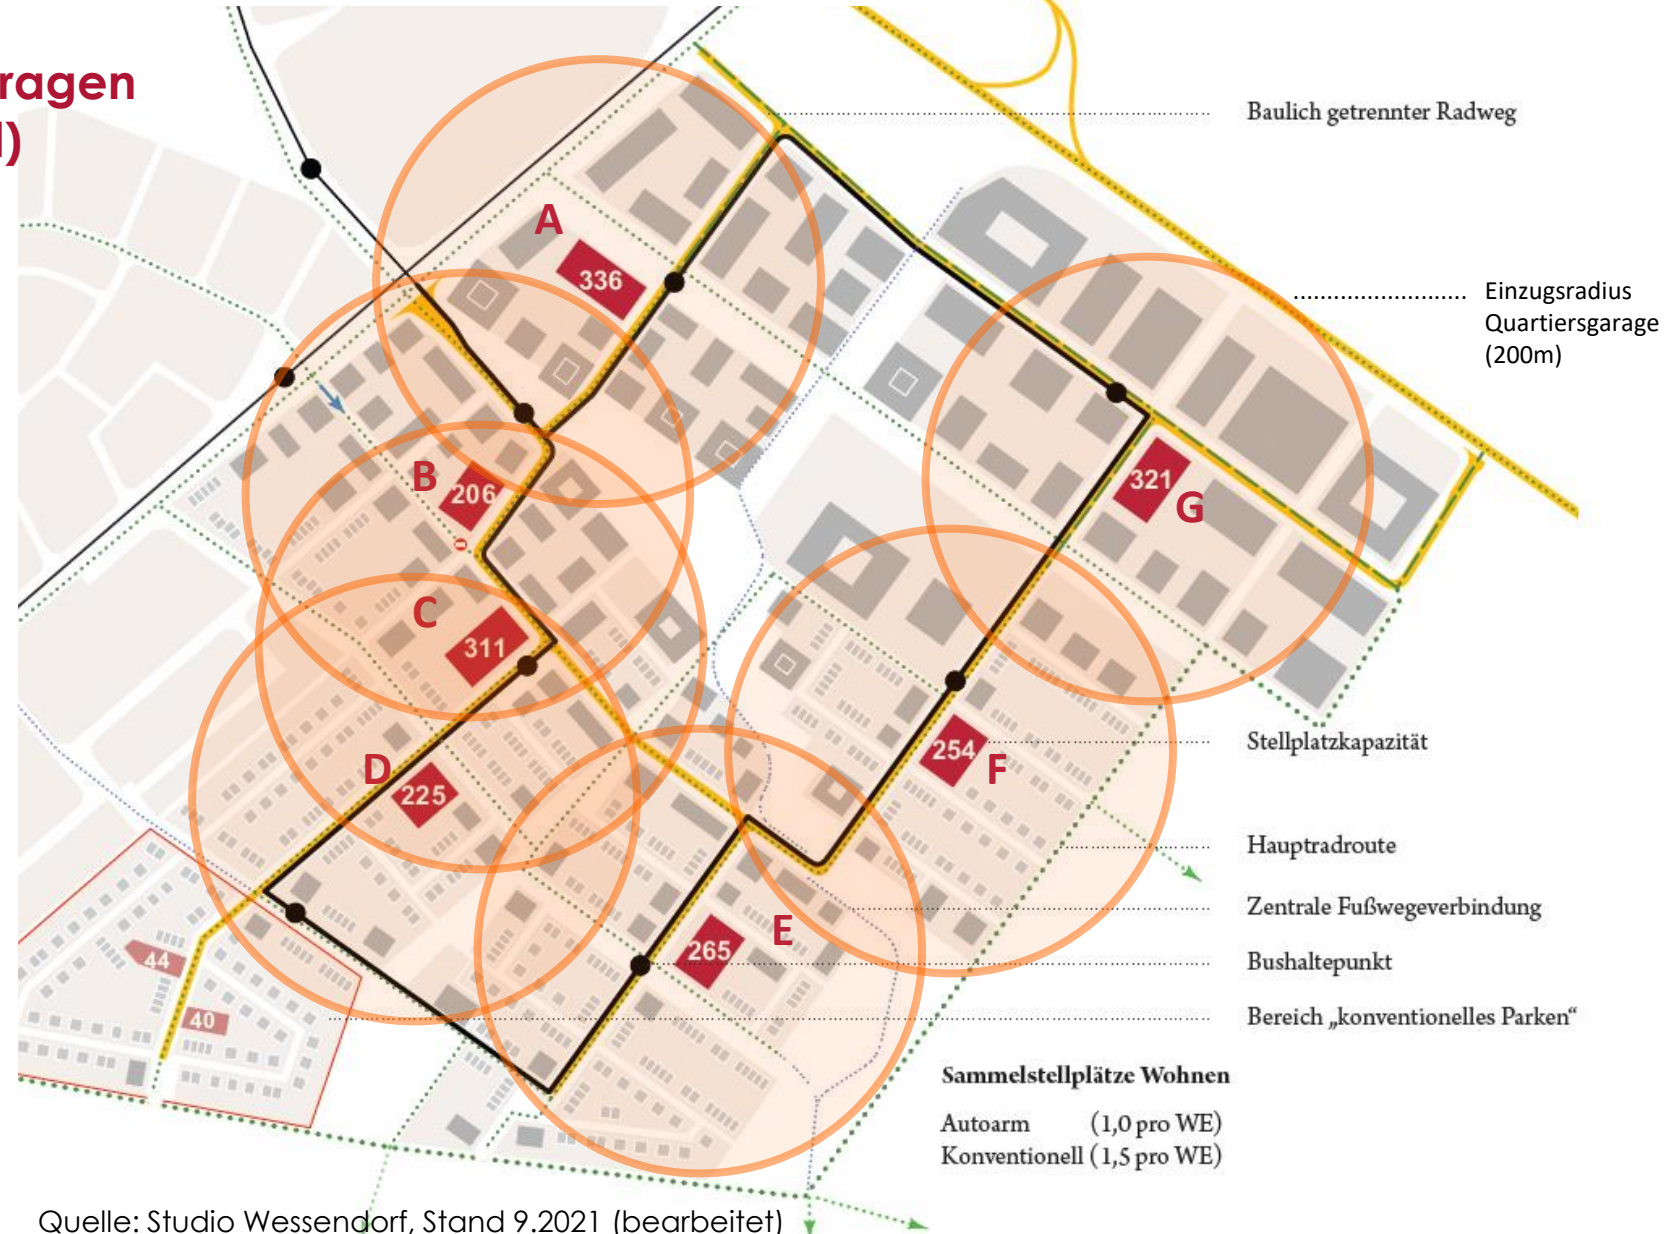 ragen
)
Baulich getrennter Radweg
A
336
Einzugsradius
Quartiersgarage
(200m)
B
206
321
G
C
311
Stellplatzkapazität
254
F
D
225
Hauptradroute
Zentrale Fußwegeverbindung
E
265
Bushaltepunkt
44
40
Bereich „konventionelles Parken“
Sammelstellplätze Wohnen
Autoarm (1,0 pro WE)
Konventionell (1,5 pro WE)
Quelle: Studio Wessendorf, Stand 9.2021 (bearbeitet)